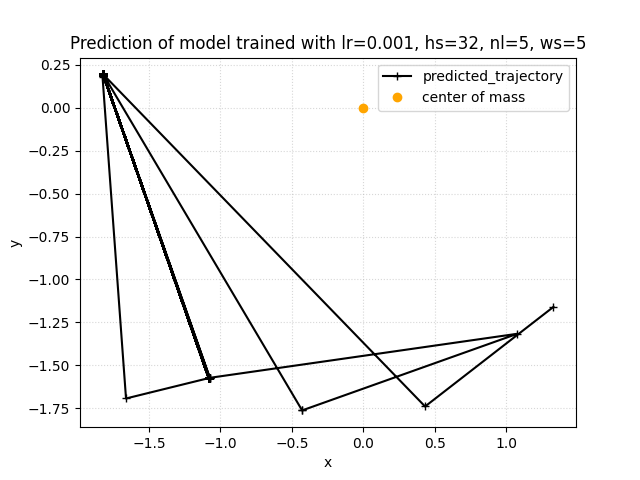 Prediction of model trained with lr=0.001, hs=32, nl=5, ws=5
predicted_trajectory
center of mass
0.25
0.00
−0.25
−0.50
−0.75
−1.00
−1.25
−1.50
−1.75
y
−1.5 −1.0 −0.5 0.0 0.5 1.0
x